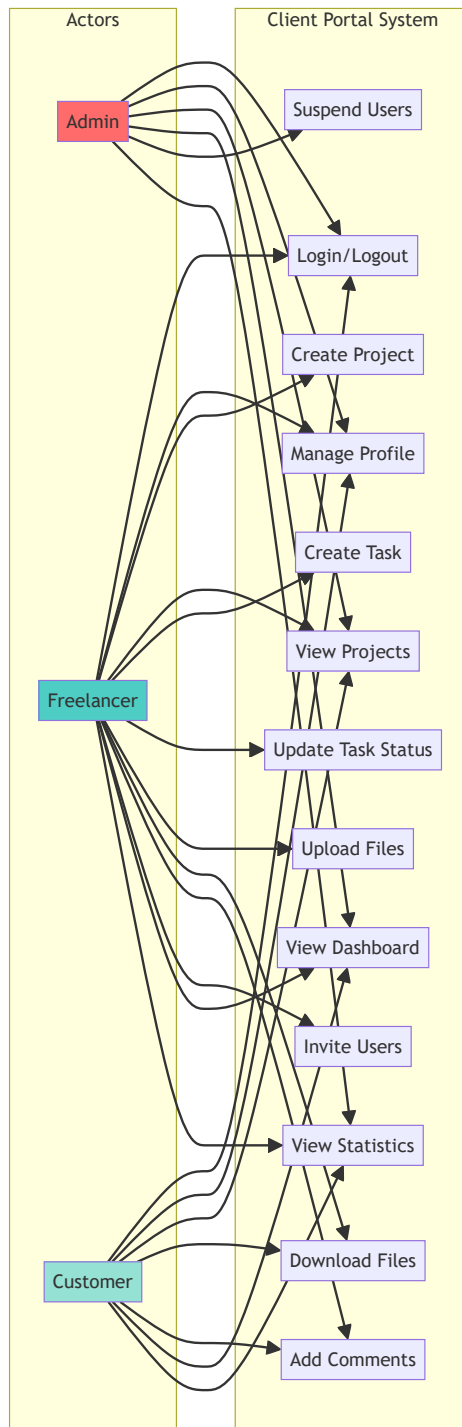 Actors
Client Portal System
Admin
Suspend Users
Login/Logout
Create Project
Manage Profile
Create Task
View Projects
Freelancer
Update Task Status
Upload Files
View Dashboard
Invite Users
View Statistics
Download Files
Customer
Add Comments